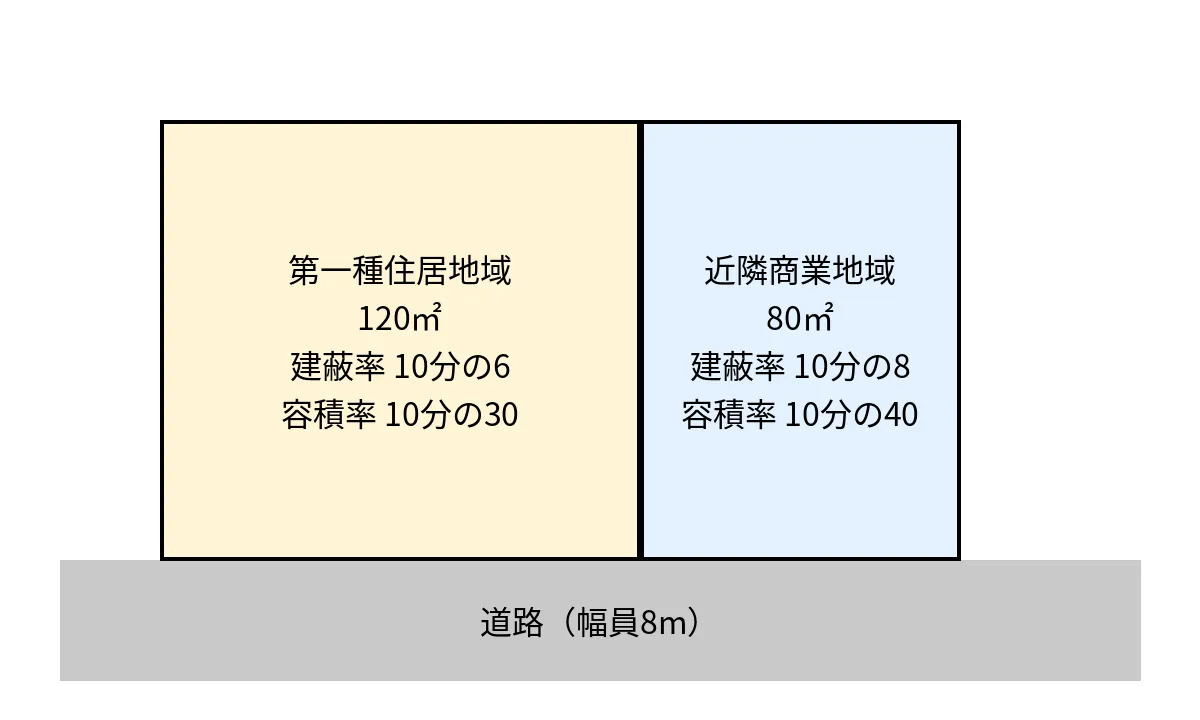 第一種住居地域
120㎡
建蔽率 10分の6
容積率 10分の30
近隣商業地域
80㎡
建蔽率 10分の8
容積率 10分の40
道路（幅員8m）